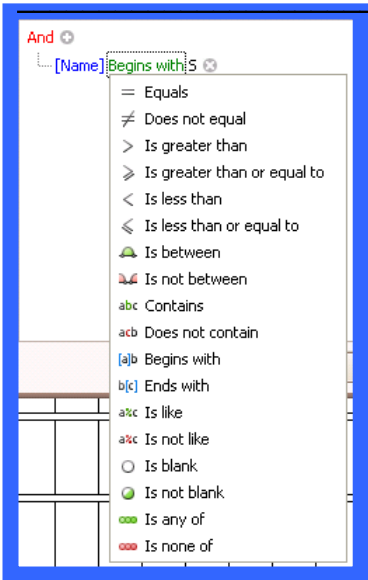 And
[Name] Begins with S
= Equals
≠ Does not equal
> Is greater than
⩾ Is greater than or equal to
< Is less than
⩽ Is less than or equal to
Is between
Is not between
abc Contains
acb Does not contain
[a]b Begins with
b[c] Ends with
a%c Is like
a%c Is not like
Is blank
Is not blank
Is any of
Is none of